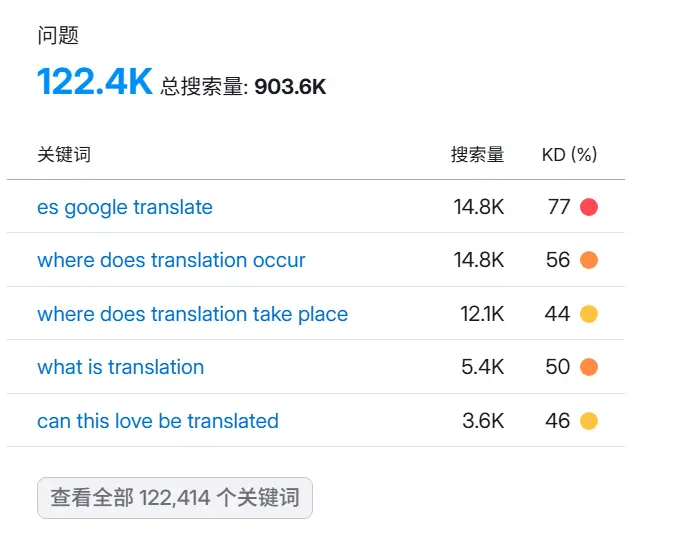 问题
122.4K 总搜索量: 903.6K
关键词 搜索量 KD (%)
es google translate 14.8K 77
where does translation occur 14.8K 56
where does translation take place 12.1K 44
what is translation 5.4K 50
can this love be translated 3.6K 46
查看全部 122,414 个关键词